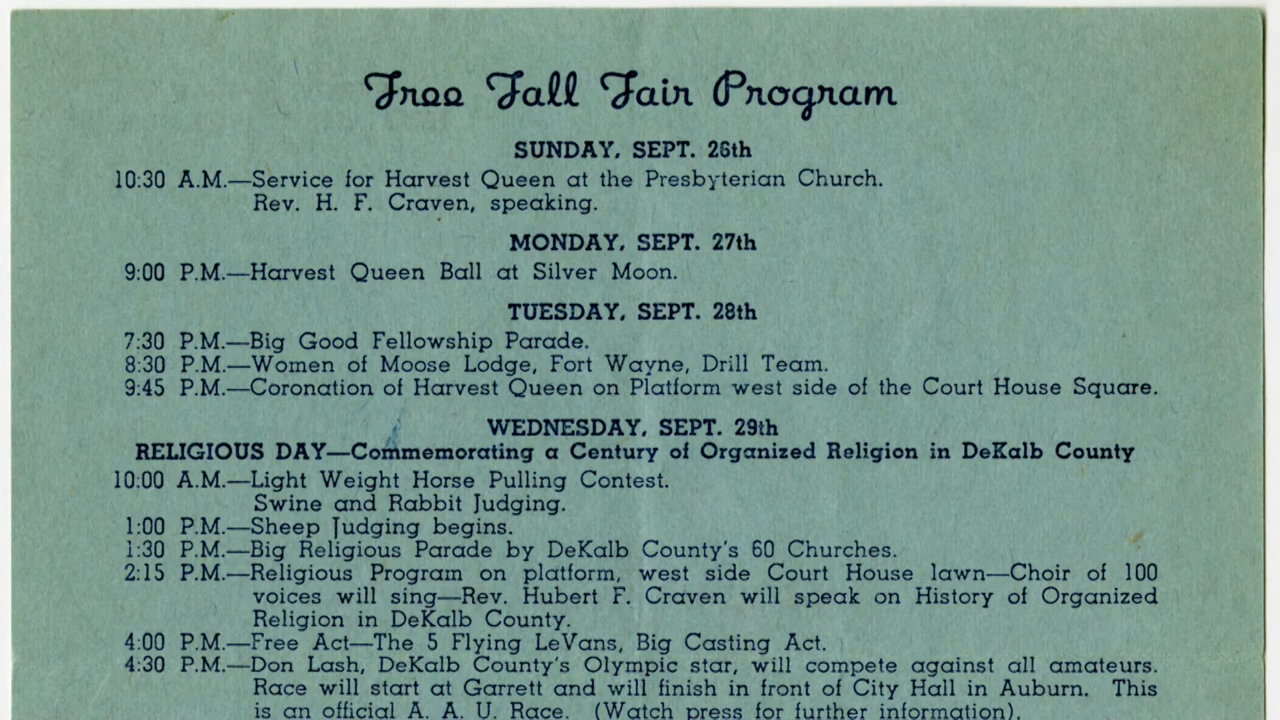 Free Fall Fair Program
SUNDAY, SEPT. 26th
10:30 A.M.—Service for Harvest Queen at the Presbyterian Church.
Rev. H. F. Craven, speaking.
MONDAY, SEPT. 27th
9:00 P.M.—Harvest Queen Ball at Silver Moon.
TUESDAY, SEPT. 28th
7:30 P.M.—Big Good Fellowship Parade.
8:30 P.M.—Women of Moose Lodge, Fort Wayne, Drill Team.
9:45 P.M.—Coronation of Harvest Queen on Platform west side of the Court House Square.
WEDNESDAY, SEPT. 29th
RELIGIOUS DAY—Commemorating a Century of Organized Religion in DeKalb County
10:00 A.M.—Light Weight Horse Pulling Contest.
Swine and Rabbit Judging.
1:00 P.M.—Sheep Judging begins.
1:30 P.M.—Big Religious Parade by DeKalb County's 60 Churches.
2:15 P.M.—Religious Program on platform, west side Court House lawn—Choir of 100
voices will sing—Rev. Hubert F. Craven will speak on History of Organized
Religion in DeKalb County.
4:00 P.M.—Free Act—The 5 Flying LeVans, Big Casting Act.
4:30 P.M.—Don Lash, DeKalb County's Olympic star, will compete against all amateurs.
Race will start at Garrett and will finish in front of City Hall in Auburn. This
is an official A. A. U. Race. (Watch press for further information).